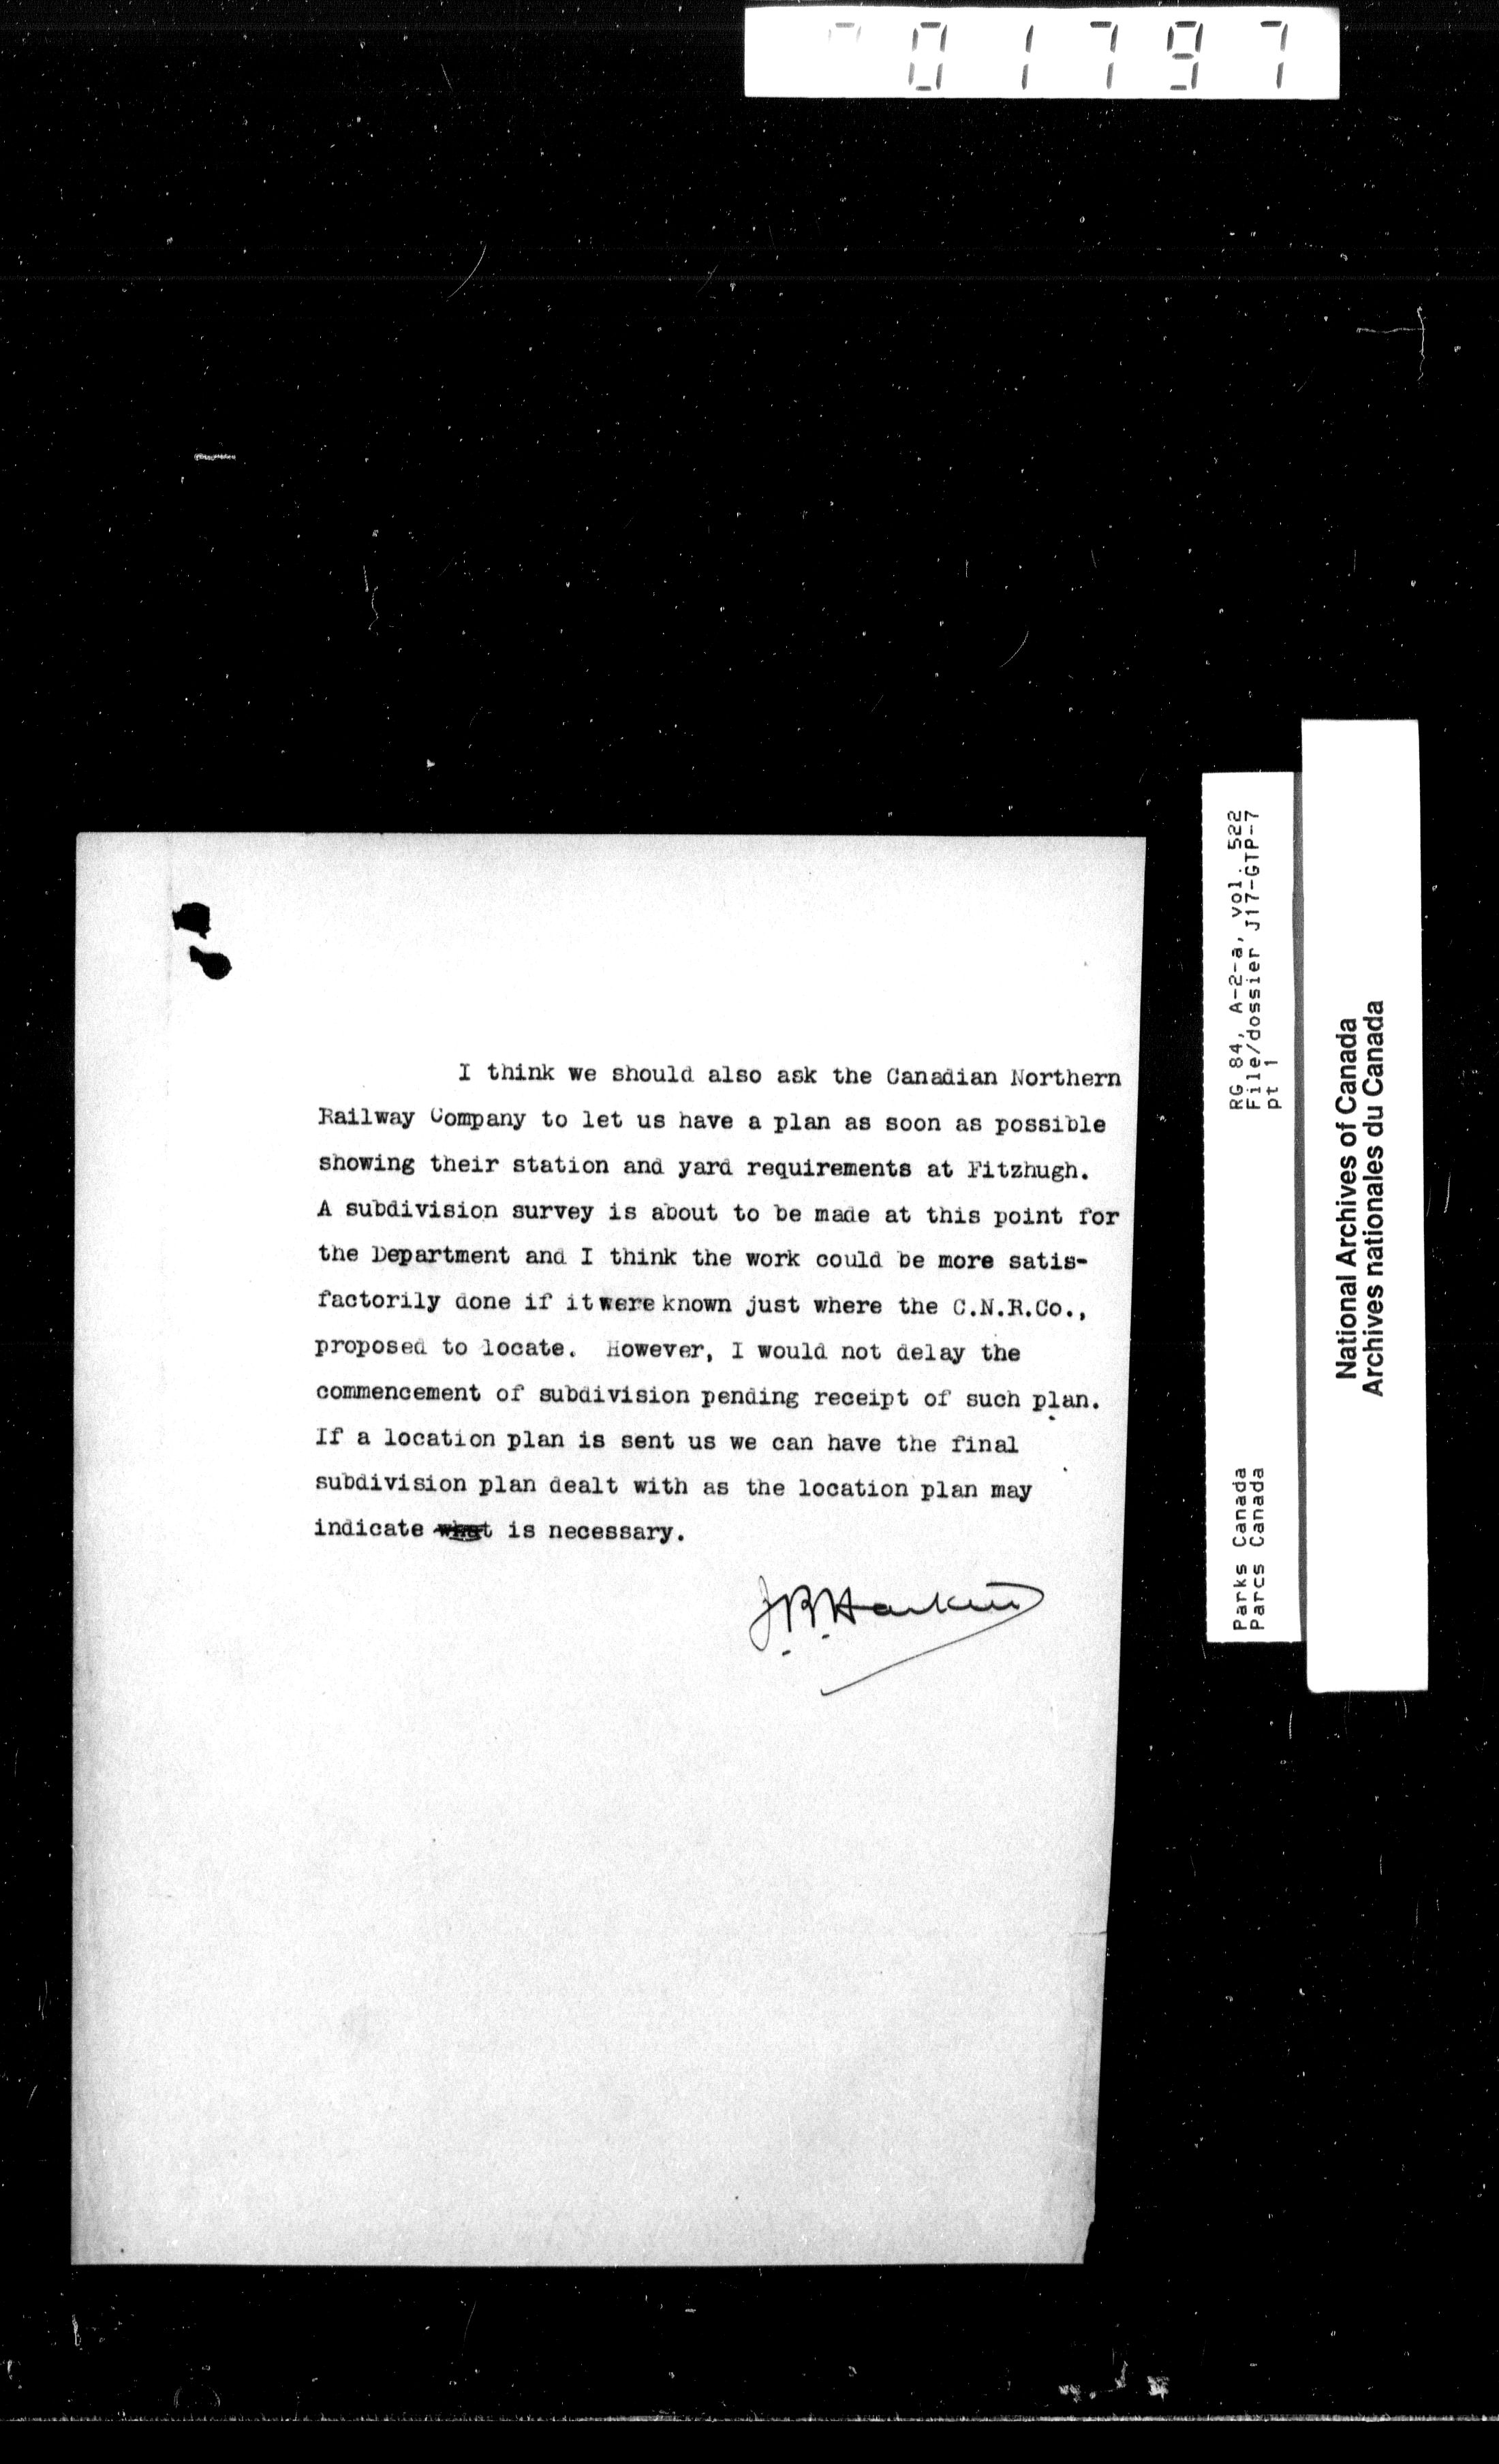 701797
I think we should also ask the Canadian Northern
Railway Company to let us have a plan as soon as possible
showing their station and yard requirements at Fitzhugh.
A subdivision survey is about to be made at this point for
the Department and I think the work could be more satis-
factorily done if it were known just where the C.N.R.Co.,
proposed to locate. However, I would not delay the
commencement of subdivision pending receipt of such plan.
If a location plan is sent us we can have the final
subdivision plan dealt with as the location plan may
indicate what is necessary.
J.B. Harkin
RG 84, A-2-a, vol. 522
File/dossier J17-GTP-7
pt 1
Parks Canada
Parcs Canada
National Archives of Canada
Archives nationales du Canada